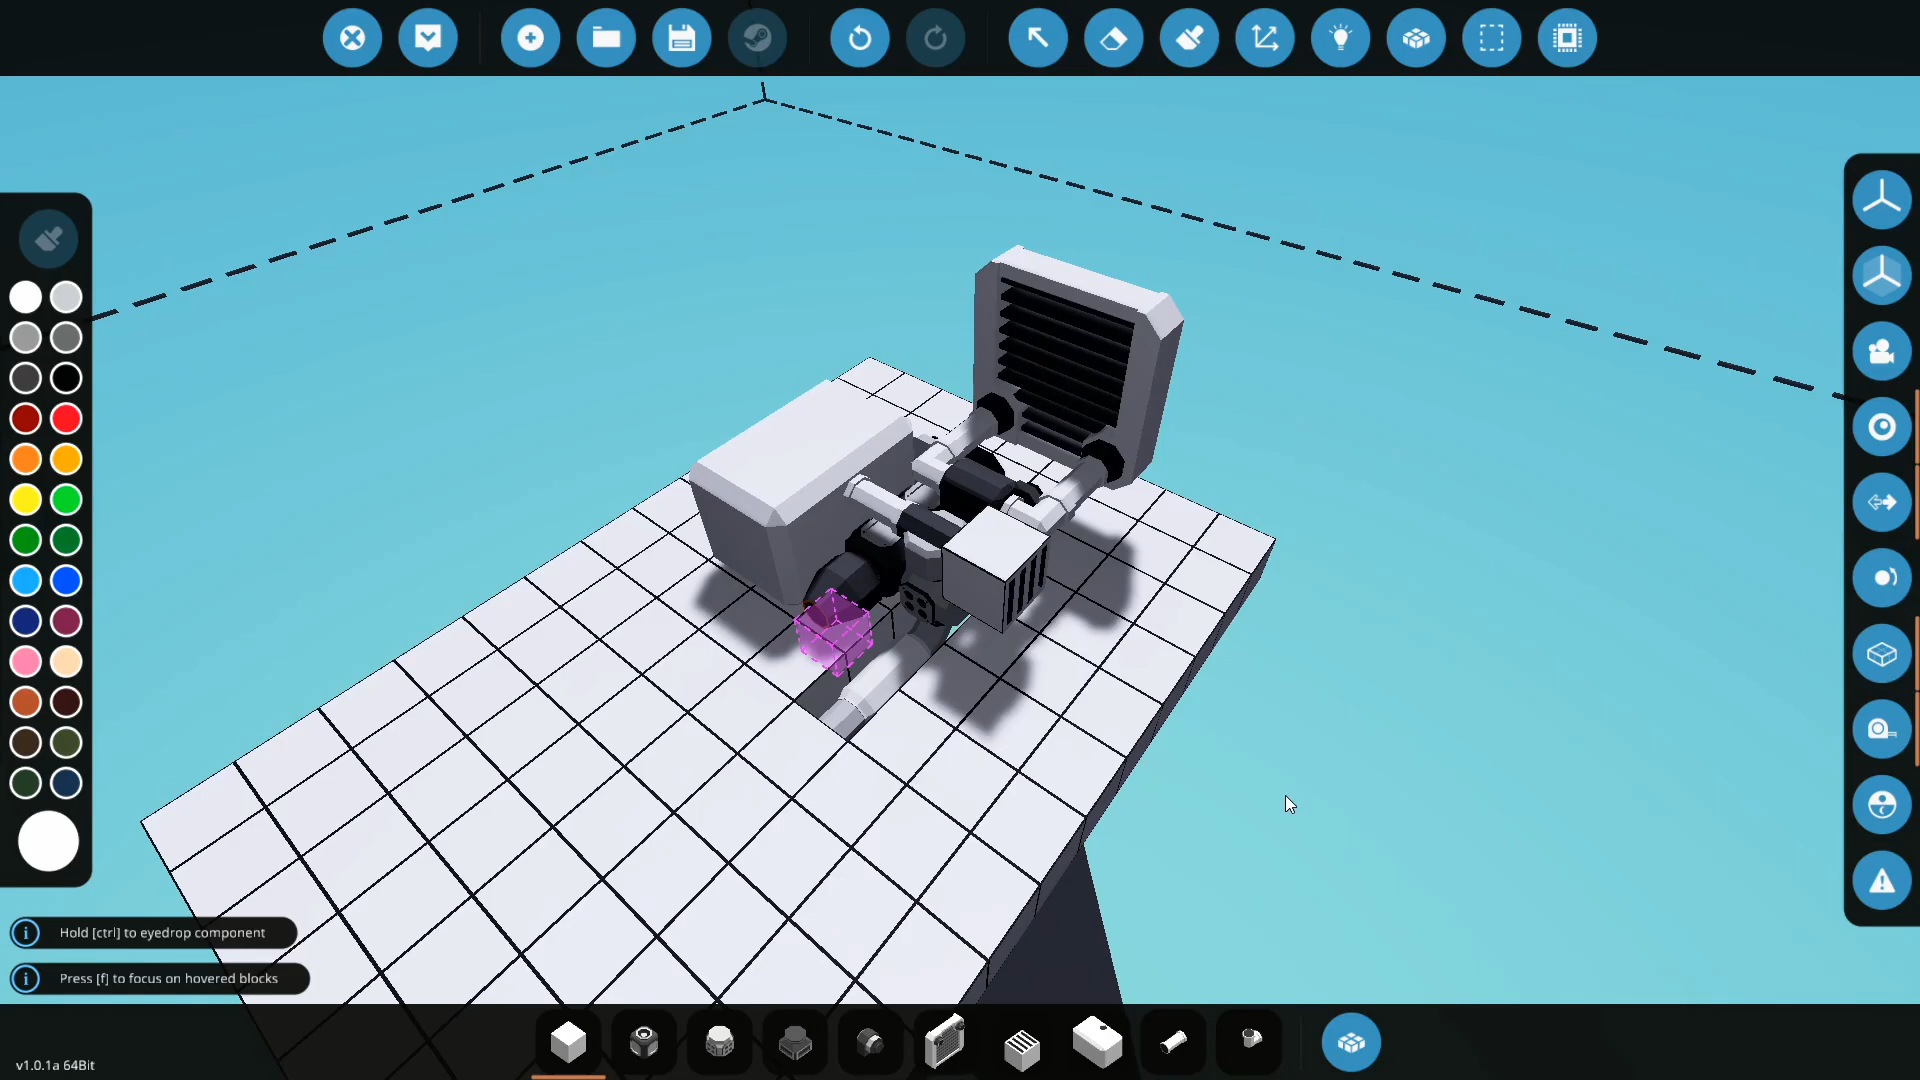 Hold [ctrl] to eyedrop component
Press [f] to focus on hovered blocks
v1.0.1a 64Bit